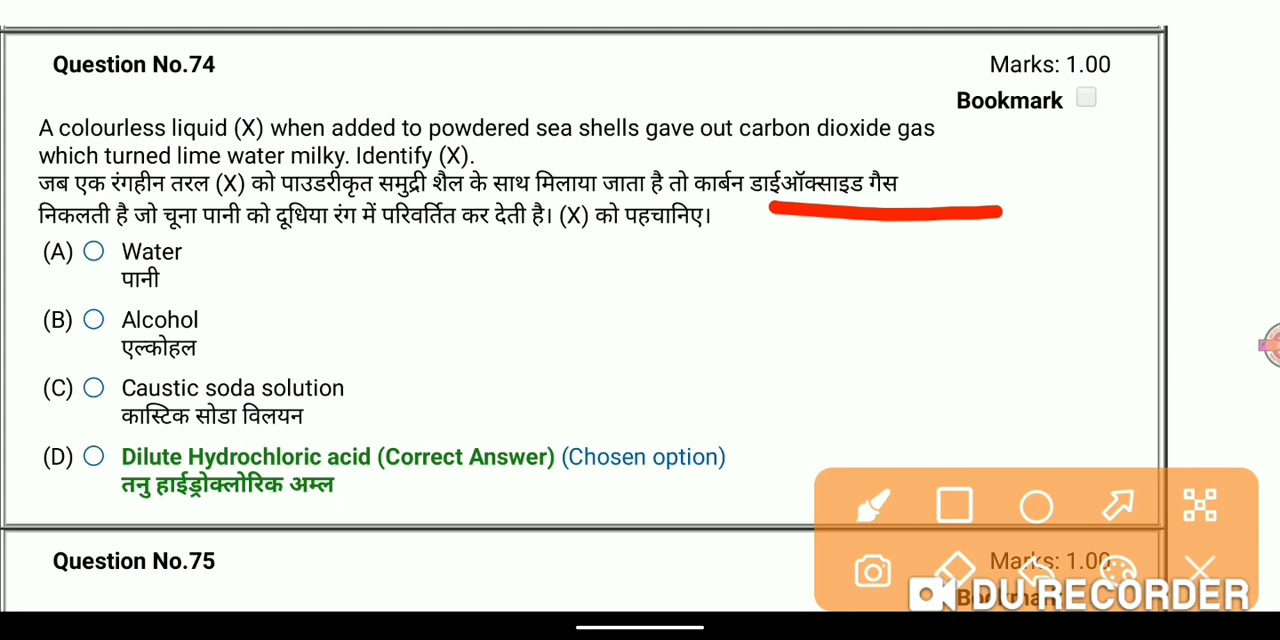 Question No.74
Marks: 1.00
Bookmark
A colourless liquid (X) when added to powdered sea shells gave out carbon dioxide gas
which turned lime water milky. Identify (X).
जब एक रंगहीन तरल (X) को पाउडरीकृत समुद्री शैल के साथ मिलाया जाता है तो कार्बन डाईऑक्साइड गैस
निकलती है जो चूना पानी को दूधिया रंग में परिवर्तित कर देती है। (X) को पहचानिए।
(A) Water
पानी
(B) Alcohol
एल्कोहल
(C) Caustic soda solution
कास्टिक सोडा विलयन
(D) Dilute Hydrochloric acid (Correct Answer) (Chosen option)
तनु हाईड्रोक्लोरिक अम्ल
Question No.75
Marks: 1.00
Bookmark
DU RECORDER